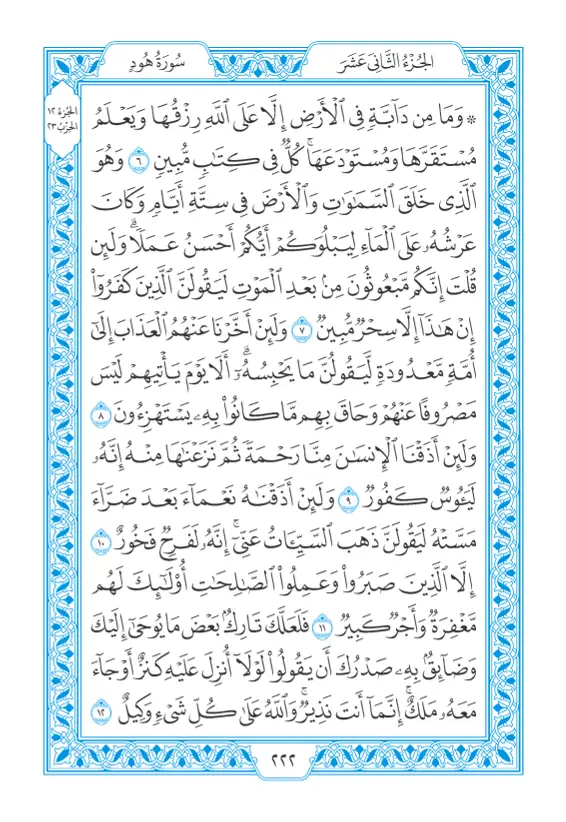 الجُزْءُ الثَّانِىَ عَشَرَ
سُورَةُ هُودٍ
الجُزءُ ١٢
الحِزْبُ ٢٣
* وَمَا مِن دَآبَّةٍ فِى ٱلْأَرْضِ إِلَّا عَلَى ٱللَّهِ رِزْقُهَا وَيَعْلَمُ
مُسْتَقَرَّهَا وَمُسْتَوْدَعَهَاۚ كُلٌّ فِى كِتَٰبٍ مُّبِينٍ ٦ وَهُوَ
ٱلَّذِى خَلَقَ ٱلسَّمَٰوَٰتِ وَٱلْأَرْضَ فِى سِتَّةِ أَيَّامٍ وَكَانَ
عَرْشُهُۥ عَلَى ٱلْمَآءِ لِيَبْلُوَكُمْ أَيُّكُمْ أَحْسَنُ عَمَلًاۗ وَلَئِن
قُلْتَ إِنَّكُم مَّبْعُوثُونَ مِنۢ بَعْدِ ٱلْمَوْتِ لَيَقُولَنَّ ٱلَّذِينَ كَفَرُوٓا۟
إِنْ هَٰذَآ إِلَّا سِحْرٌ مُّبِينٌ ٧ وَلَئِنْ أَخَّرْنَا عَنْهُمُ ٱلْعَذَابَ إِلَىٰٓ
أُمَّةٍ مَّعْدُودَةٍ لَّيَقُولُنَّ مَا يَحْبِسُهُۥٓۗ أَلَا يَوْمَ يَأْتِيهِمْ لَيْسَ
مَصْرُوفًا عَنْهُمْ وَحَاقَ بِهِم مَّا كَانُوا۟ بِهِۦ يَسْتَهْزِءُونَ ٨
وَلَئِنْ أَذَقْنَا ٱلْإِنسَٰنَ مِنَّا رَحْمَةً ثُمَّ نَزَعْنَٰهَا مِنْهُ إِنَّهُۥ
لَيَـُٔوسٌ كَفُورٌ ٩ وَلَئِنْ أَذَقْنَٰهُ نَعْمَآءَ بَعْدَ ضَرَّآءَ
مَسَّتْهُ لَيَقُولَنَّ ذَهَبَ ٱلسَّيِّـَٔاتُ عَنِّىٓۚ إِنَّهُۥ لَفَرِحٌ فَخُورٌ ١٠
إِلَّا ٱلَّذِينَ صَبَرُوا۟ وَعَمِلُوا۟ ٱلصَّٰلِحَٰتِ أُو۟لَٰٓئِكَ لَهُم
مَّغْفِرَةٌ وَأَجْرٌ كَبِيرٌ ١١ فَلَعَلَّكَ تَارِكٌۢ بَعْضَ مَا يُوحَىٰٓ إِلَيْكَ
وَضَآئِقٌۢ بِهِۦ صَدْرُكَ أَن يَقُولُوا۟ لَوْلَآ أُنزِلَ عَلَيْهِ كَنزٌ أَوْ جَآءَ
مَعَهُۥ مَلَكٌۚ إِنَّمَآ أَنتَ نَذِيرٌۚ وَٱللَّهُ عَلَىٰ كُلِّ شَىْءٍ وَكِيلٌ ١٢
٢٢٢